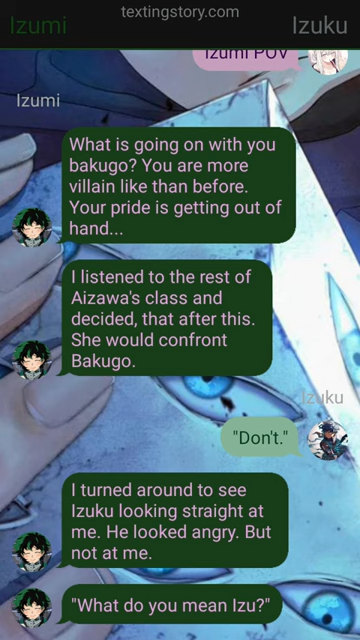 textingstory.com
Izumi
Izuku
Izumi POV
Izumi
What is going on with you
bakugo? You are more
villain like than before.
Your pride is getting out of
hand...
I listened to the rest of
Aizawa's class and
decided, that after this.
She would confront
Bakugo.
Izuku
"Don't."
I turned around to see
Izuku looking straight at
me. He looked angry. But
not at me.
"What do you mean Izu?"